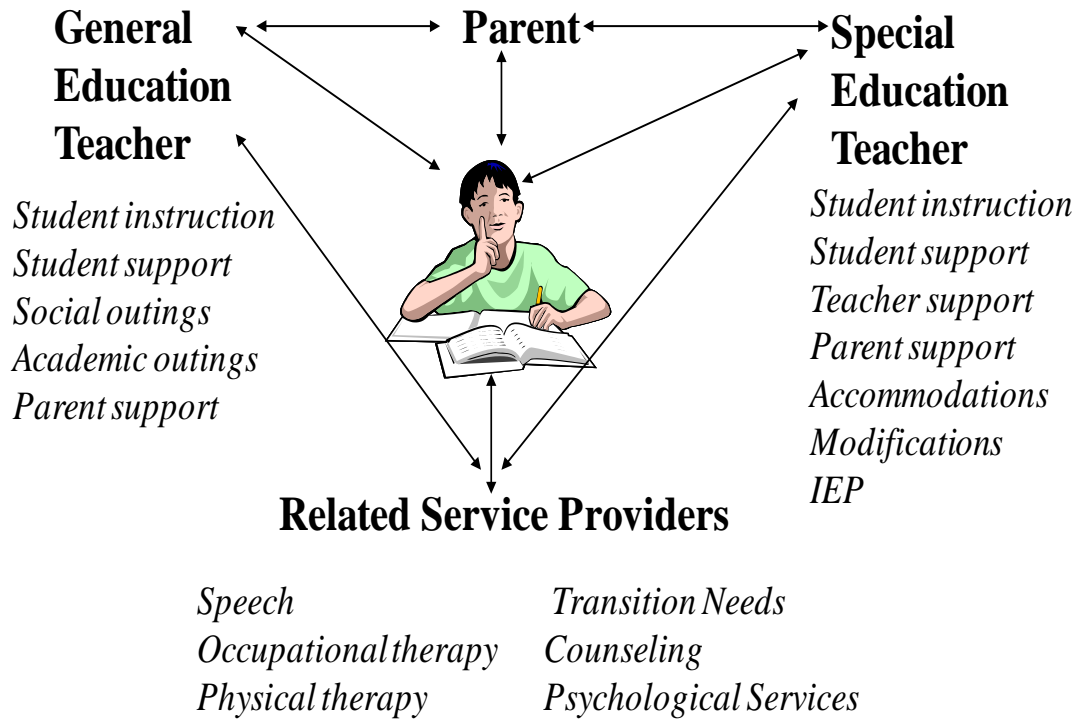 General
Education
Teacher
Student instruction
Student support
Social outings
Academic outings
Parent support
Parent
Special
Education
Teacher
Student instruction
Student support
Teacher support
Parent support
Accommodations
Modifications
IEP
Related Service Providers
Speech
Occupational therapy
Physical therapy
Transition Needs
Counseling
Psychological Services